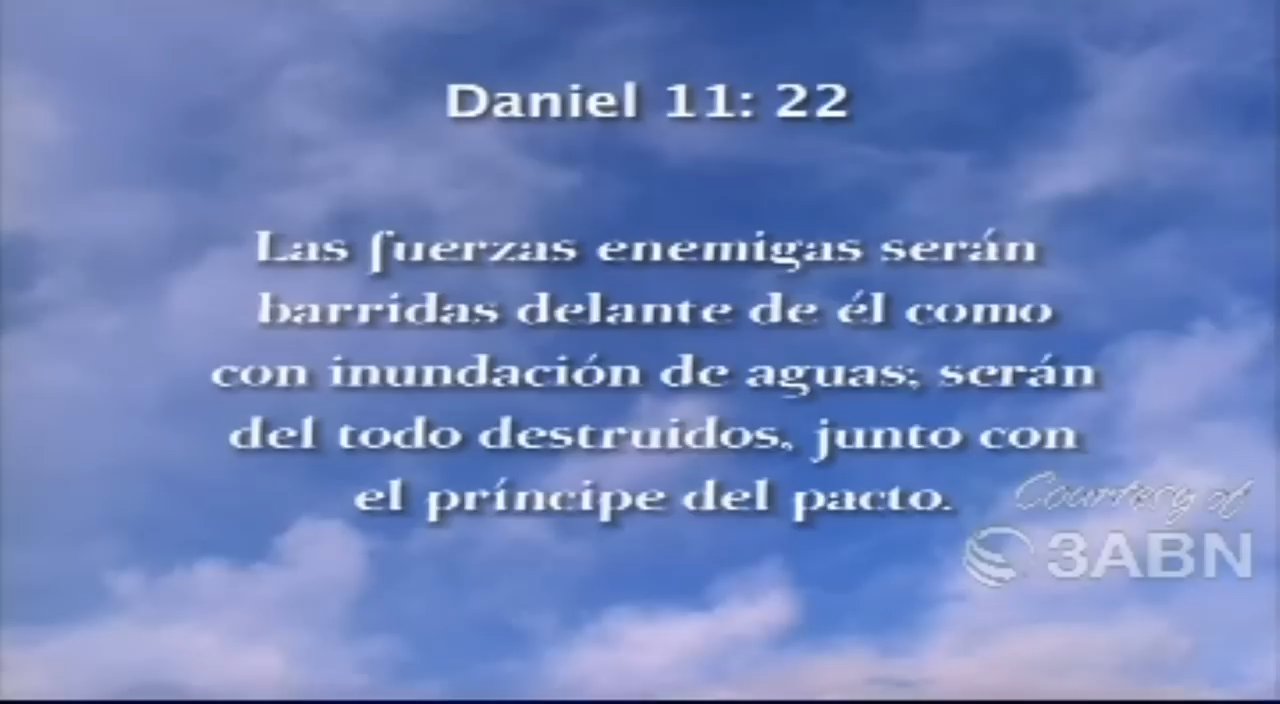 Daniel 11: 22
Las fuerzas enemigas serán
barridas delante de él como
con inundación de aguas; serán
del todo destruidos, junto con
el príncipe del pacto.
Courtesy of
3ABN